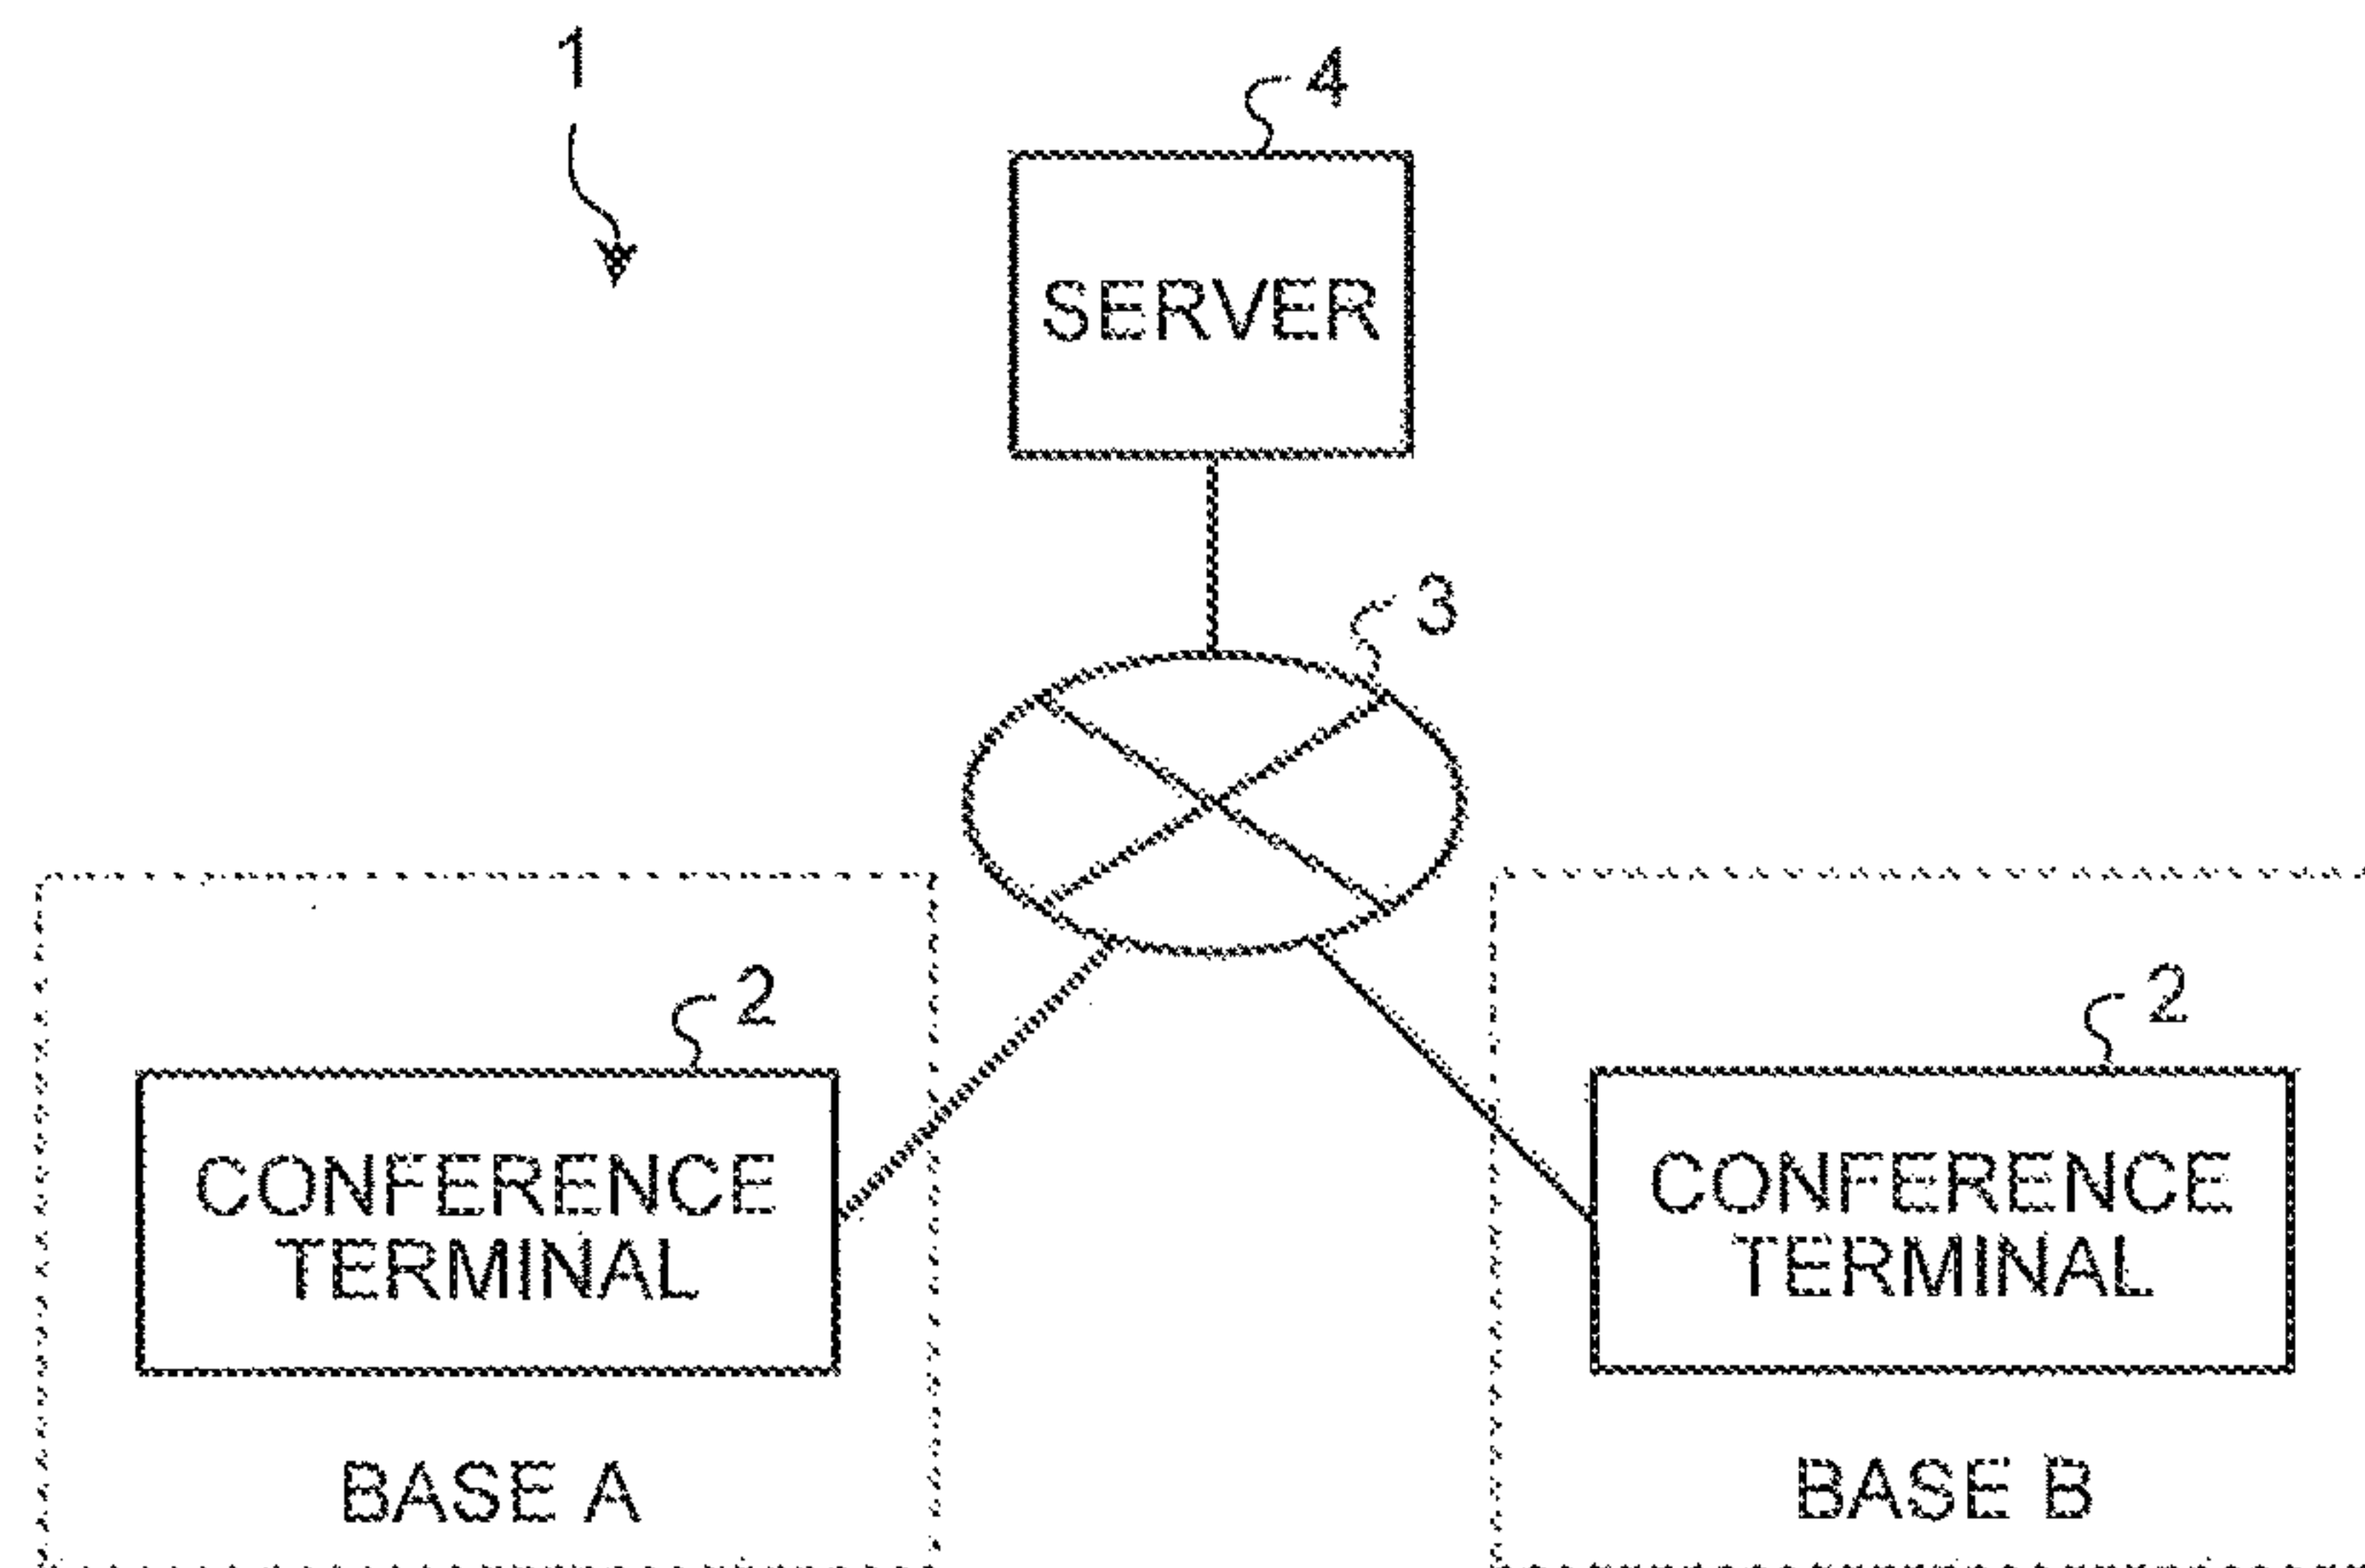 1
4
SERVER
3
2
2
CONFERENCE
TERMINAL
CONFERENCE
TERMINAL
BASE A
BASE B